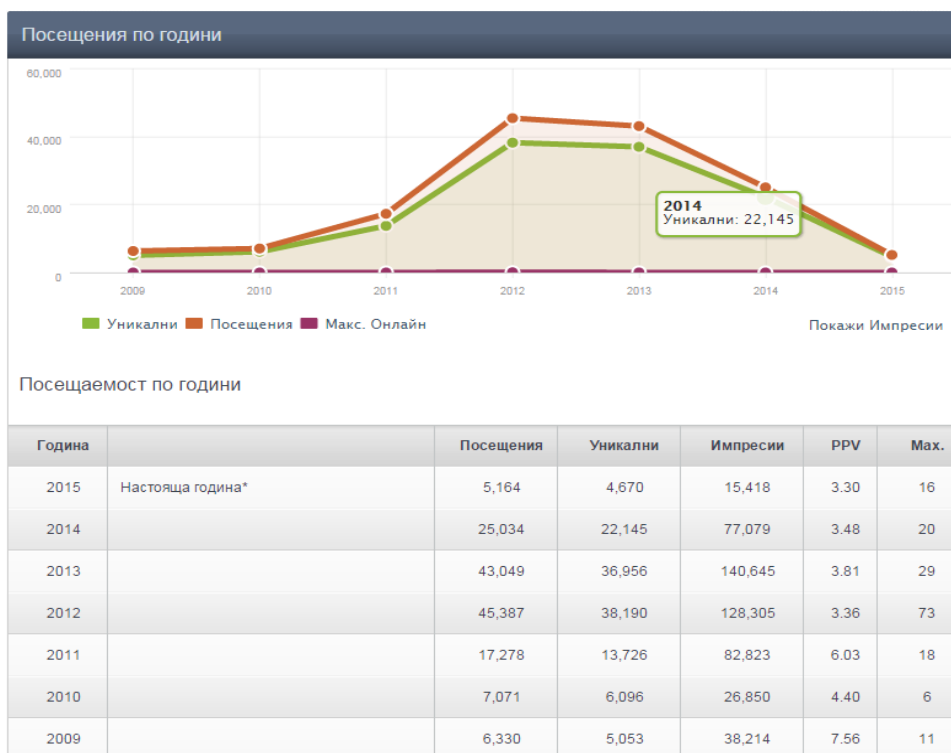 Посещения по години
60,000
40,000
20,000
0
2014
Уникални: 22,145
2009 2010 2011 2012 2013 2014 2015
Уникални Посещения Макс. Онлайн Покажи Импресии
Посещаемост по години
Година Посещения Уникални Импресии PPV Max.
2015 Настояща година* 5,164 4,670 15,418 3.30 16
2014 25,034 22,145 77,079 3.48 20
2013 43,049 36,956 140,645 3.81 29
2012 45,387 38,190 128,305 3.36 73
2011 17,278 13,726 82,823 6.03 18
2010 7,071 6,096 26,850 4.40 6
2009 6,330 5,053 38,214 7.56 11